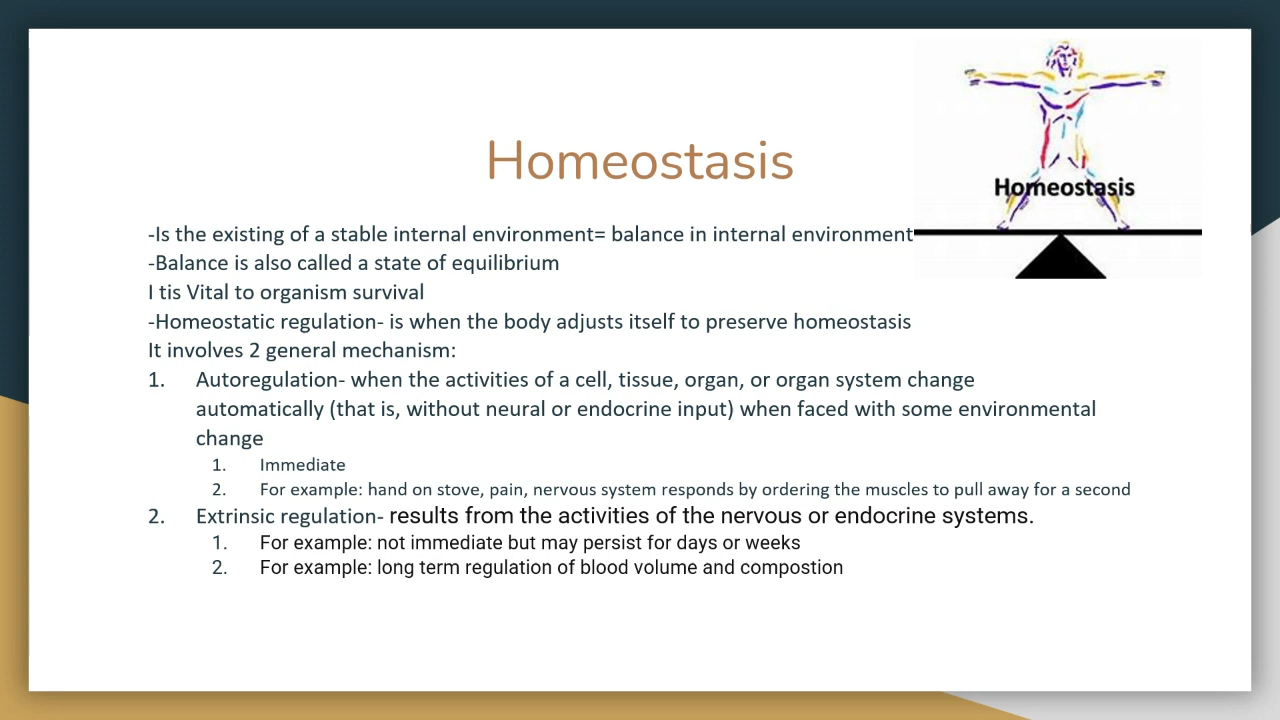 Homeostasis
Homeostasis
-Is the existing of a stable internal environment= balance in internal environment
-Balance is also called a state of equilibrium
I tis Vital to organism survival
-Homeostatic regulation- is when the body adjusts itself to preserve homeostasis
It involves 2 general mechanism:
1. Autoregulation- when the activities of a cell, tissue, organ, or organ system change
automatically (that is, without neural or endocrine input) when faced with some environmental
change
1. Immediate
2. For example: hand on stove, pain, nervous system responds by ordering the muscles to pull away for a second
2. Extrinsic regulation- results from the activities of the nervous or endocrine systems.
1. For example: not immediate but may persist for days or weeks
2. For example: long term regulation of blood volume and compostion